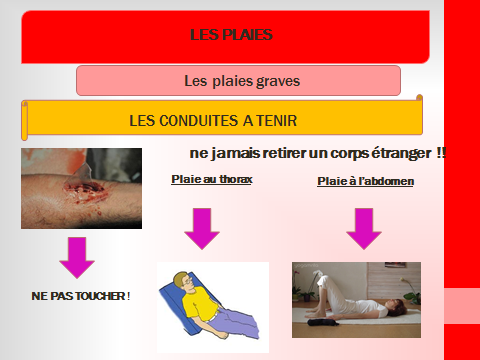 LES PLAIES
Les plaies graves
LES CONDUITES A TENIR
ne jamais retirer un corps étranger !!
Plaie au thorax
Plaie à l'abdomen
NE PAS TOUCHER !